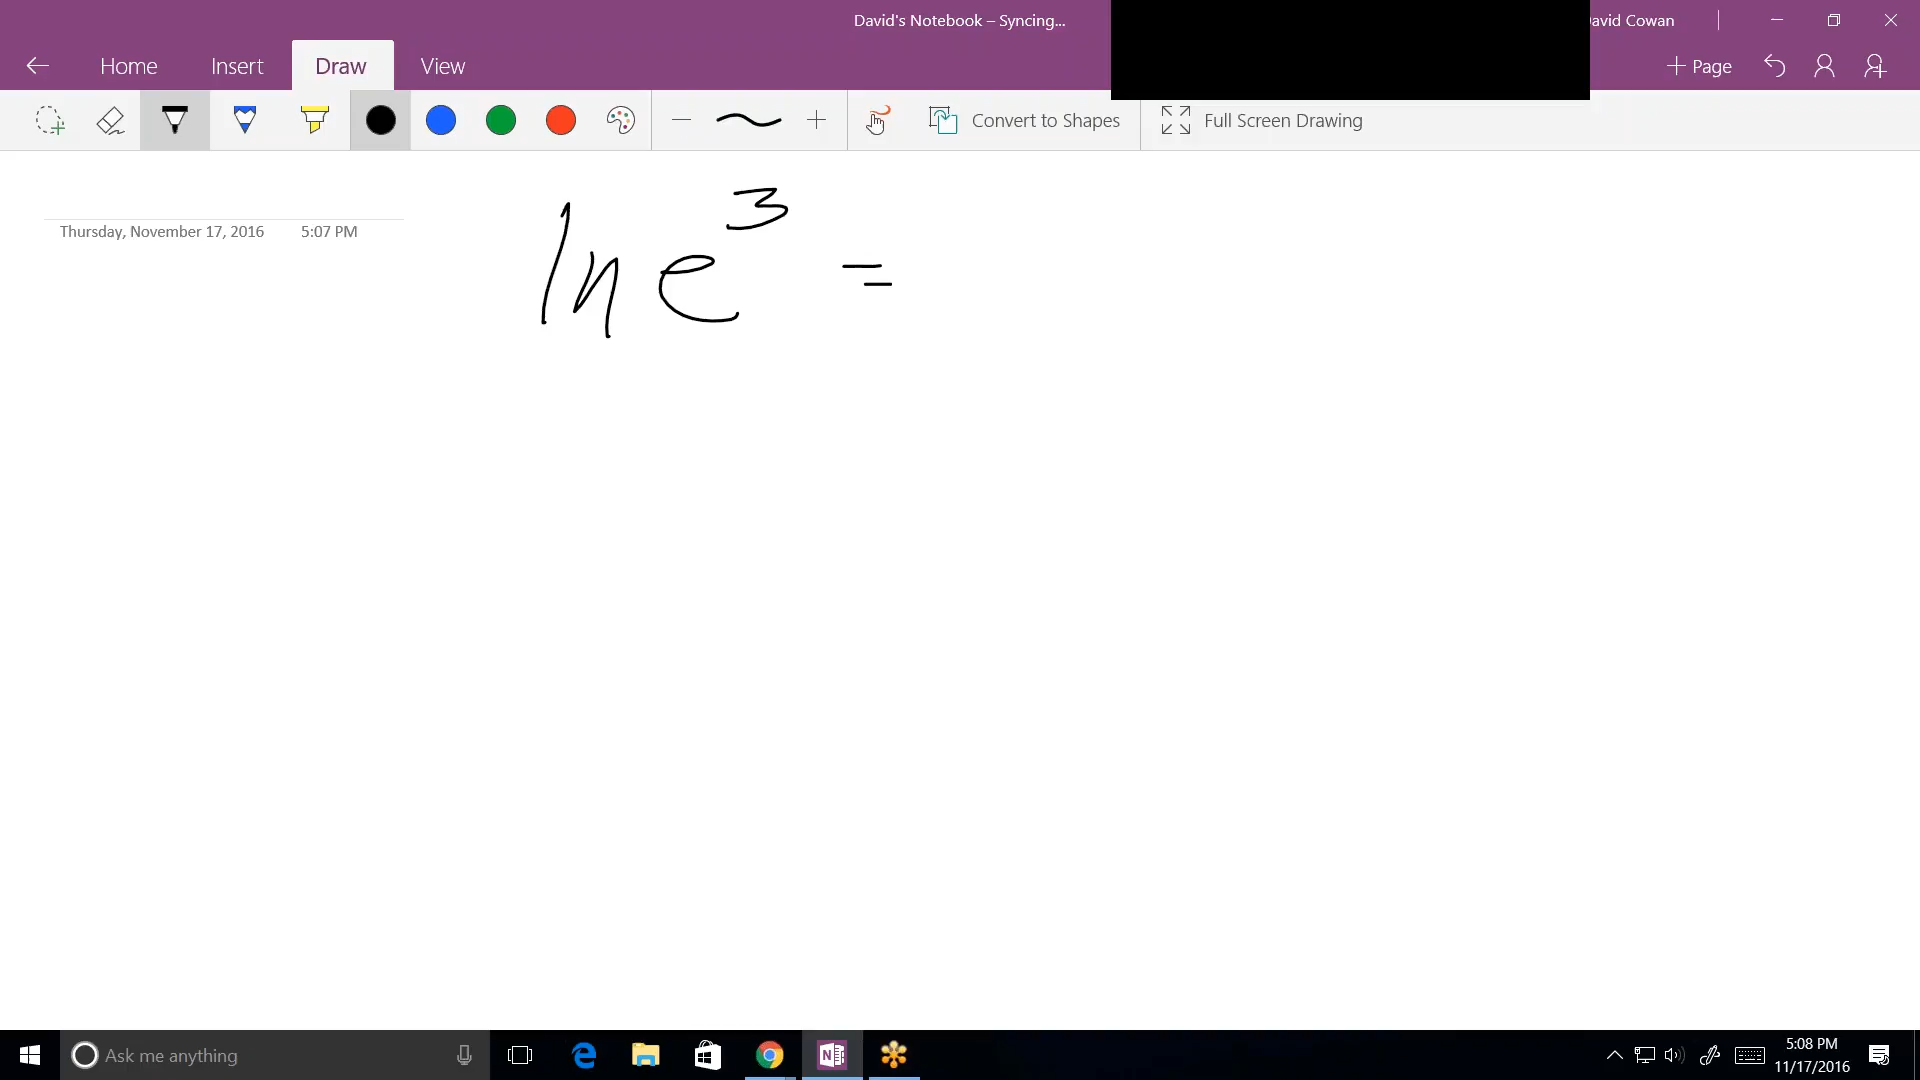 David's Notebook – Syncing...
avid Cowan
Home Insert Draw View
Page
Convert to Shapes Full Screen Drawing
Thursday, November 17, 2016 5:07 PM
ln e³ =
Ask me anything
5:08 PM
11/17/2016